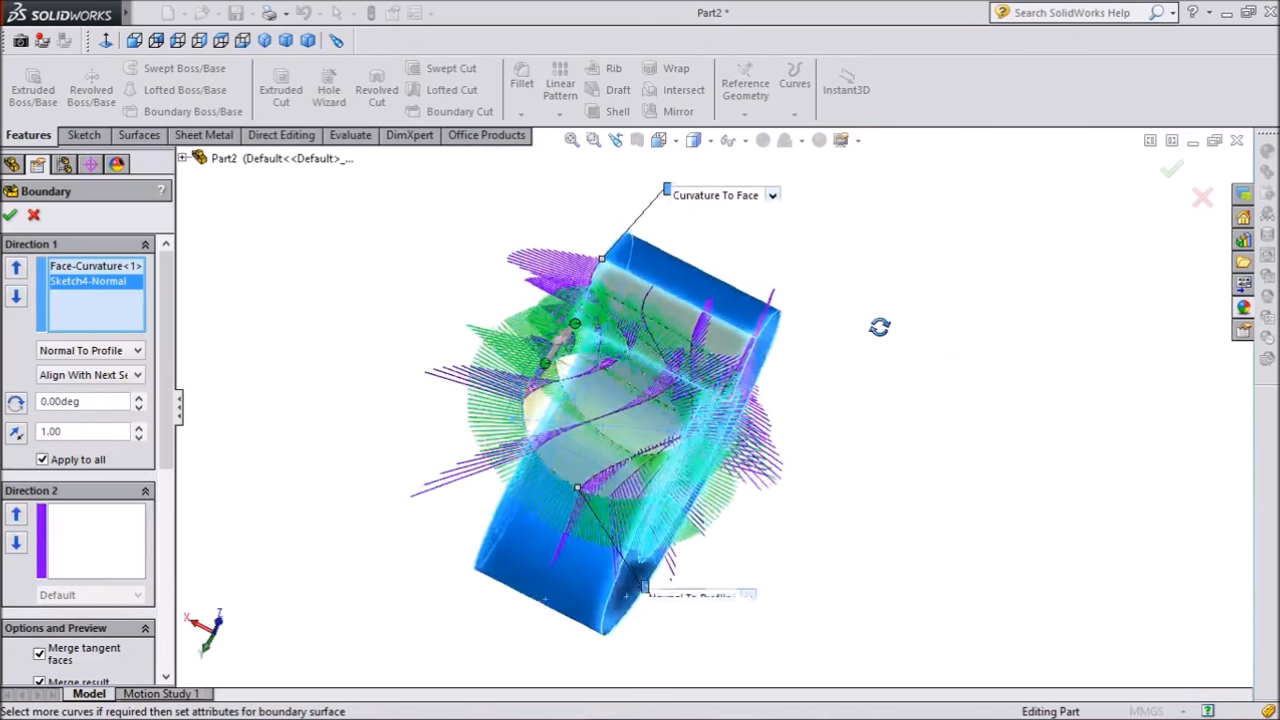 SOLIDWORKS
Part2 *
Search SolidWorks Help
Extruded Boss/Base
Revolved Boss/Base
Swept Boss/Base
Lofted Boss/Base
Boundary Boss/Base
Extruded Cut
Hole Wizard
Revolved Cut
Swept Cut
Lofted Cut
Boundary Cut
Fillet
Linear Pattern
Rib
Draft
Shell
Wrap
Intersect
Mirror
Reference Geometry
Curves
Instant3D
Features
Sketch
Surfaces
Sheet Metal
Direct Editing
Evaluate
DimXpert
Office Products
Part2 (Default<<Default>_...
Boundary
?
Direction 1
Face-Curvature<1>
Sketch4-Normal
Normal To Profile
Align With Next Se
0.00deg
1.00
Apply to all
Direction 2
Default
Options and Preview
Merge tangent
faces
Merge result
Curvature To Face
Normal To Profile
X
Z
Y
Model
Motion Study 1
Select more curves if required then set attributes for boundary surface
Editing Part
MMGS